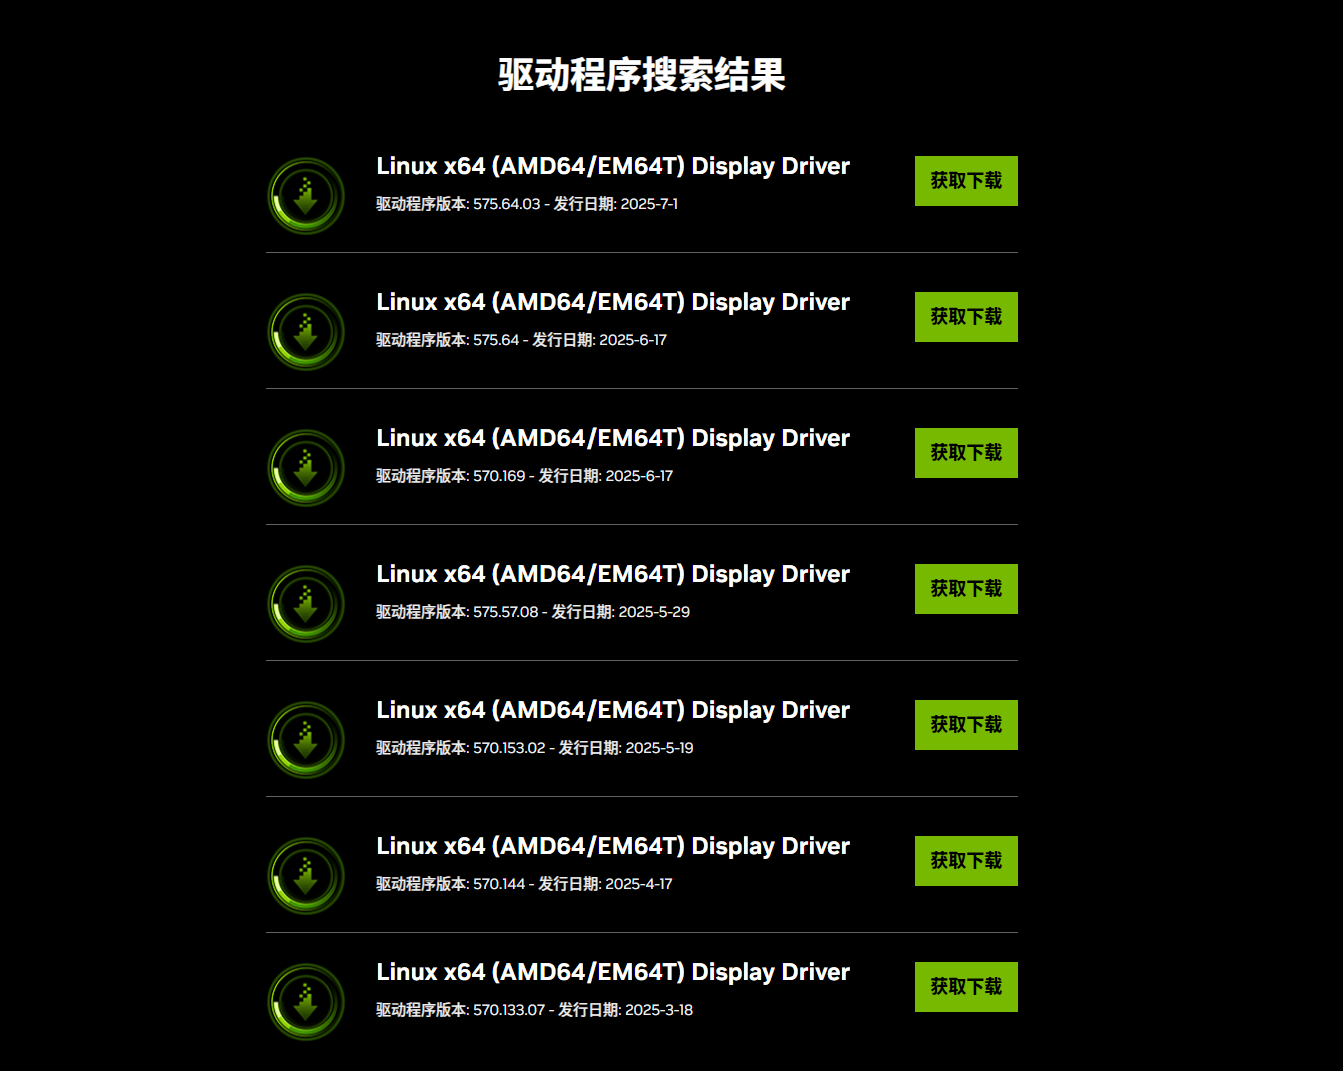 驱动程序搜索结果
Linux x64 (AMD64/EM64T) Display Driver
获取下载
驱动程序版本: 575.64.03 - 发行日期: 2025-7-1
Linux x64 (AMD64/EM64T) Display Driver
获取下载
驱动程序版本: 575.64 - 发行日期: 2025-6-17
Linux x64 (AMD64/EM64T) Display Driver
获取下载
驱动程序版本: 570.169 - 发行日期: 2025-6-17
Linux x64 (AMD64/EM64T) Display Driver
获取下载
驱动程序版本: 575.57.08 - 发行日期: 2025-5-29
Linux x64 (AMD64/EM64T) Display Driver
获取下载
驱动程序版本: 570.153.02 - 发行日期: 2025-5-19
Linux x64 (AMD64/EM64T) Display Driver
获取下载
驱动程序版本: 570.144 - 发行日期: 2025-4-17
Linux x64 (AMD64/EM64T) Display Driver
获取下载
驱动程序版本: 570.133.07 - 发行日期: 2025-3-18